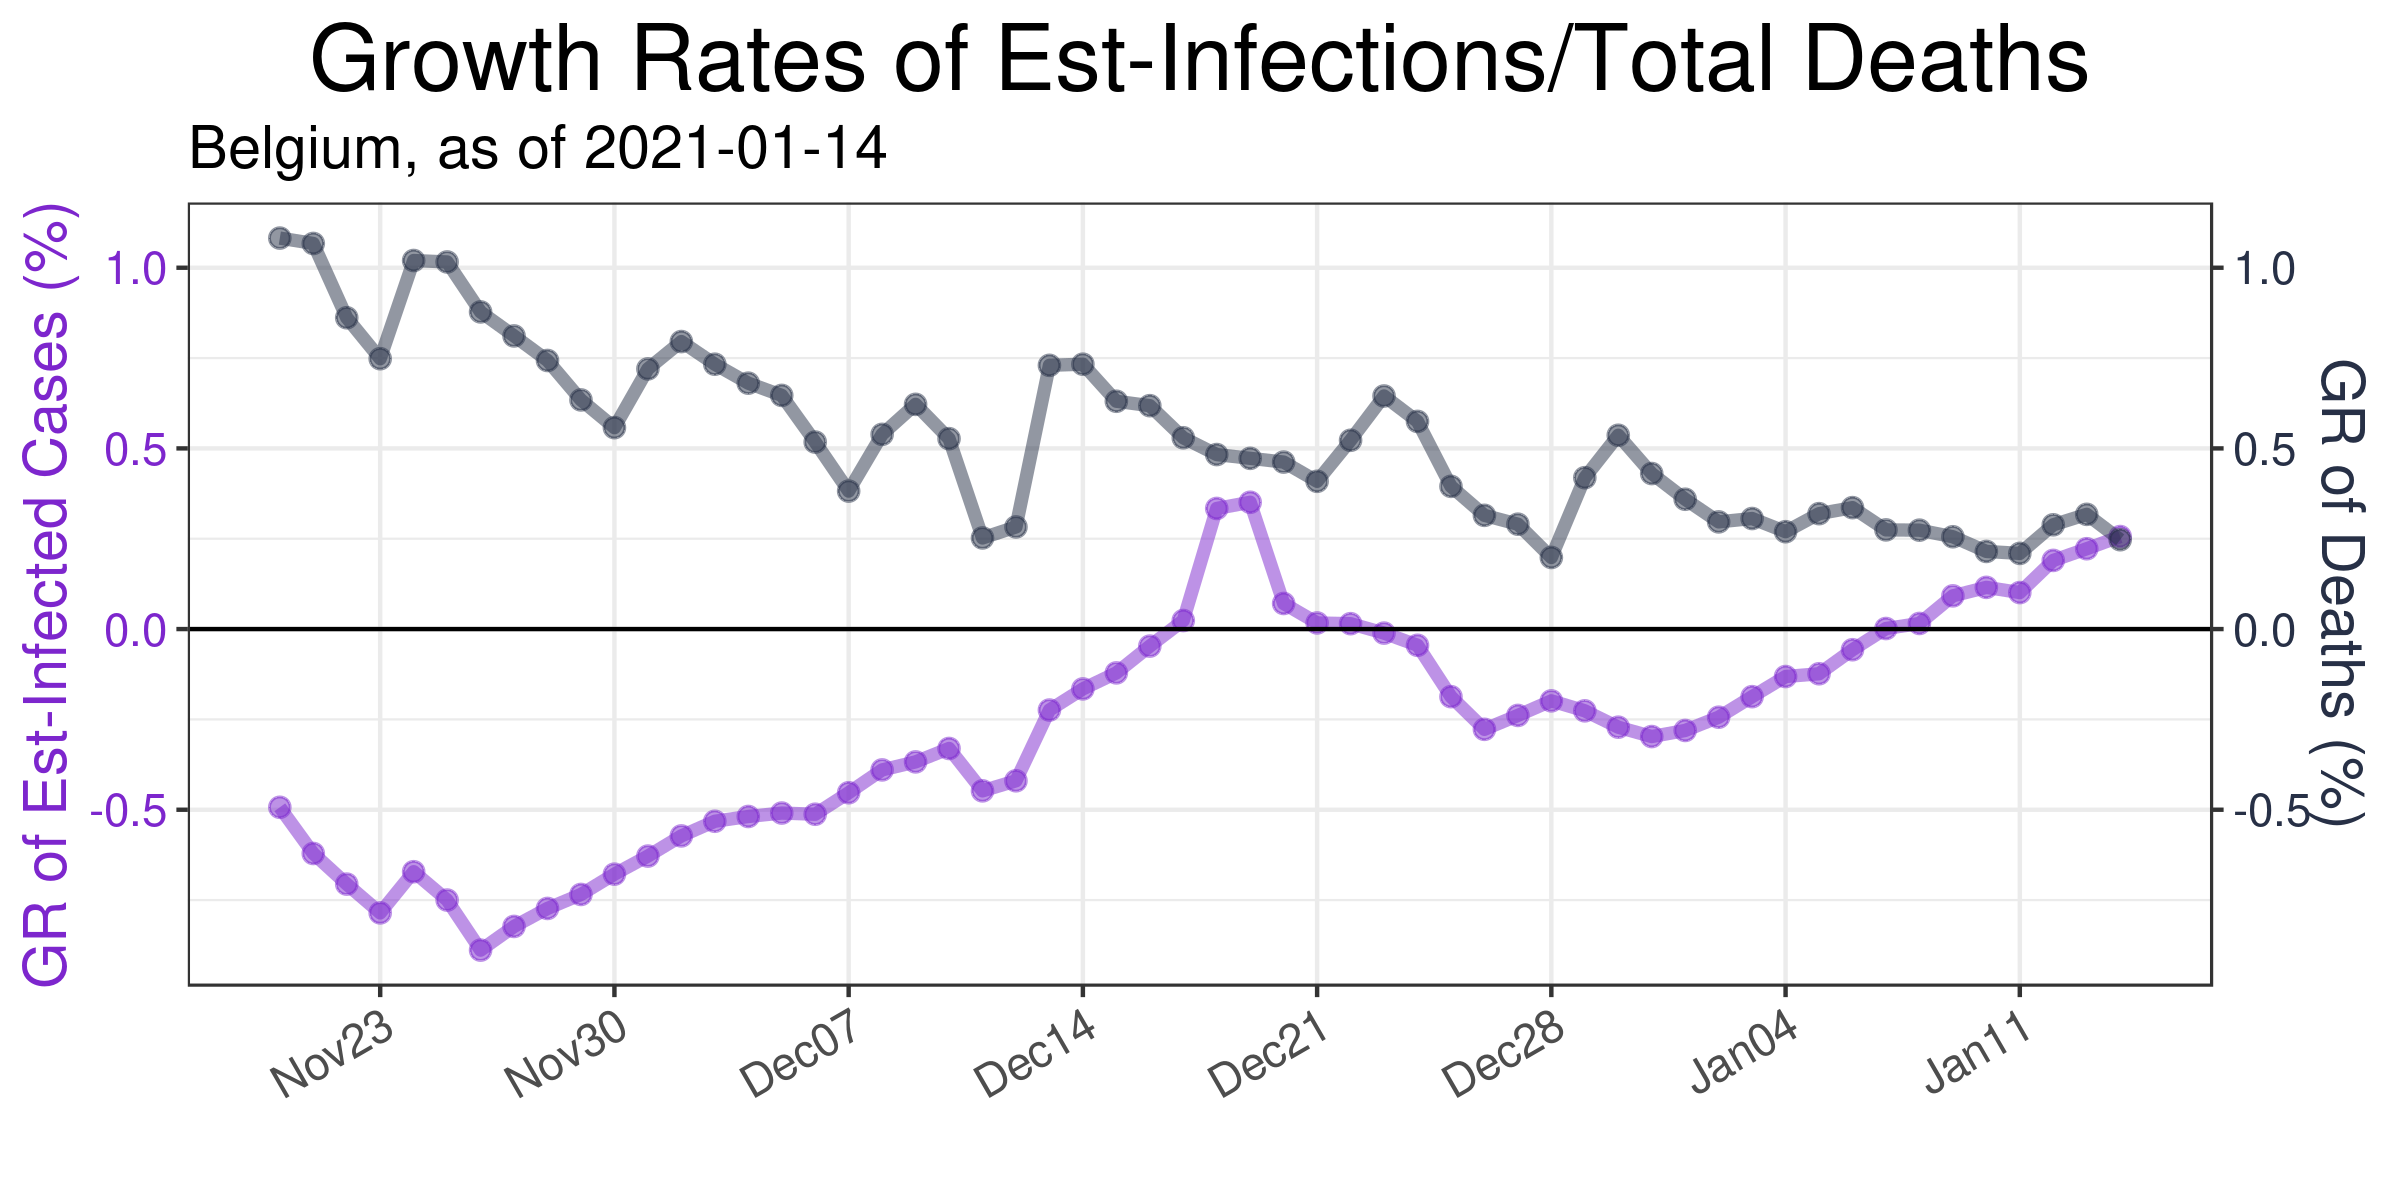 Growth Rates of Est-Infections/Total Deaths
Belgium, as of 2021-01-14
GR of Est-Infected Cases (%)
1.0
0.5
0.0
-0.5
1.0
0.5
0.0
-0.5
GR of Deaths (%)
Nov23
Nov30
Dec07
Dec14
Dec21
Dec28
Jan04
Jan11